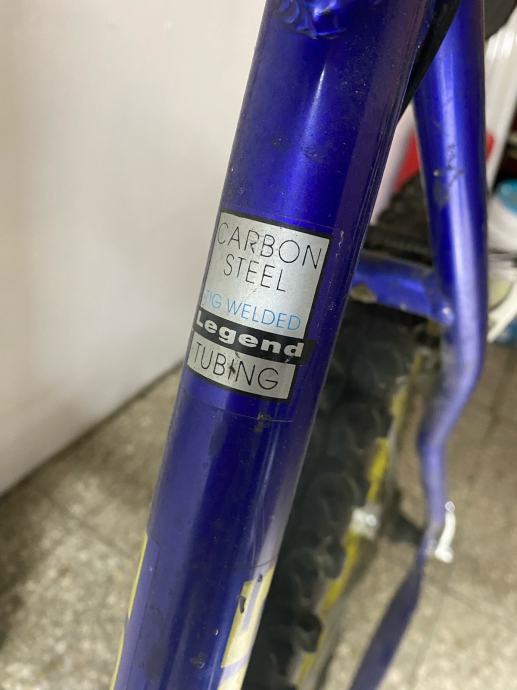 CARBON
STEEL
TIG WELDED
Legend
TUBING